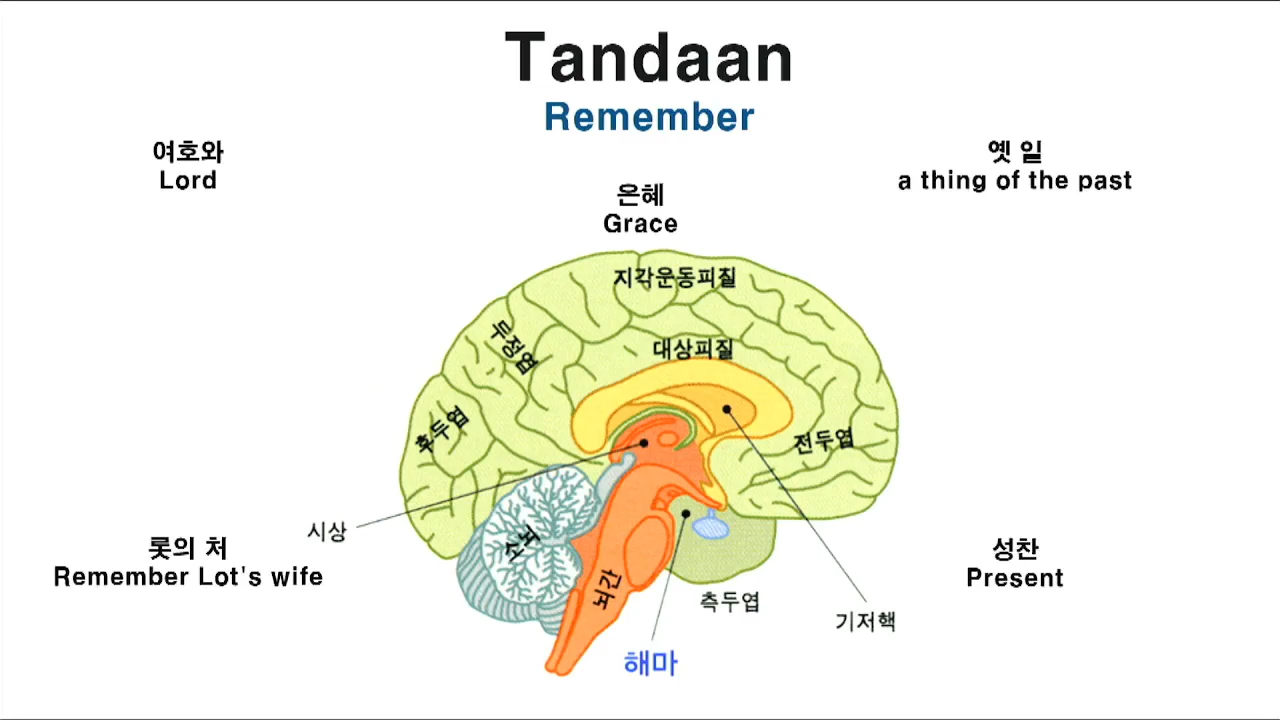 Tandaan
Remember
여호와
Lord
옛 일
a thing of the past
은혜
Grace
지각운동피질
두정엽
대상피질
후두엽
전두엽
시상
소뇌
롯의 처
Remember Lot's wife
성찬
Present
뇌간
측두엽
기저핵
해마